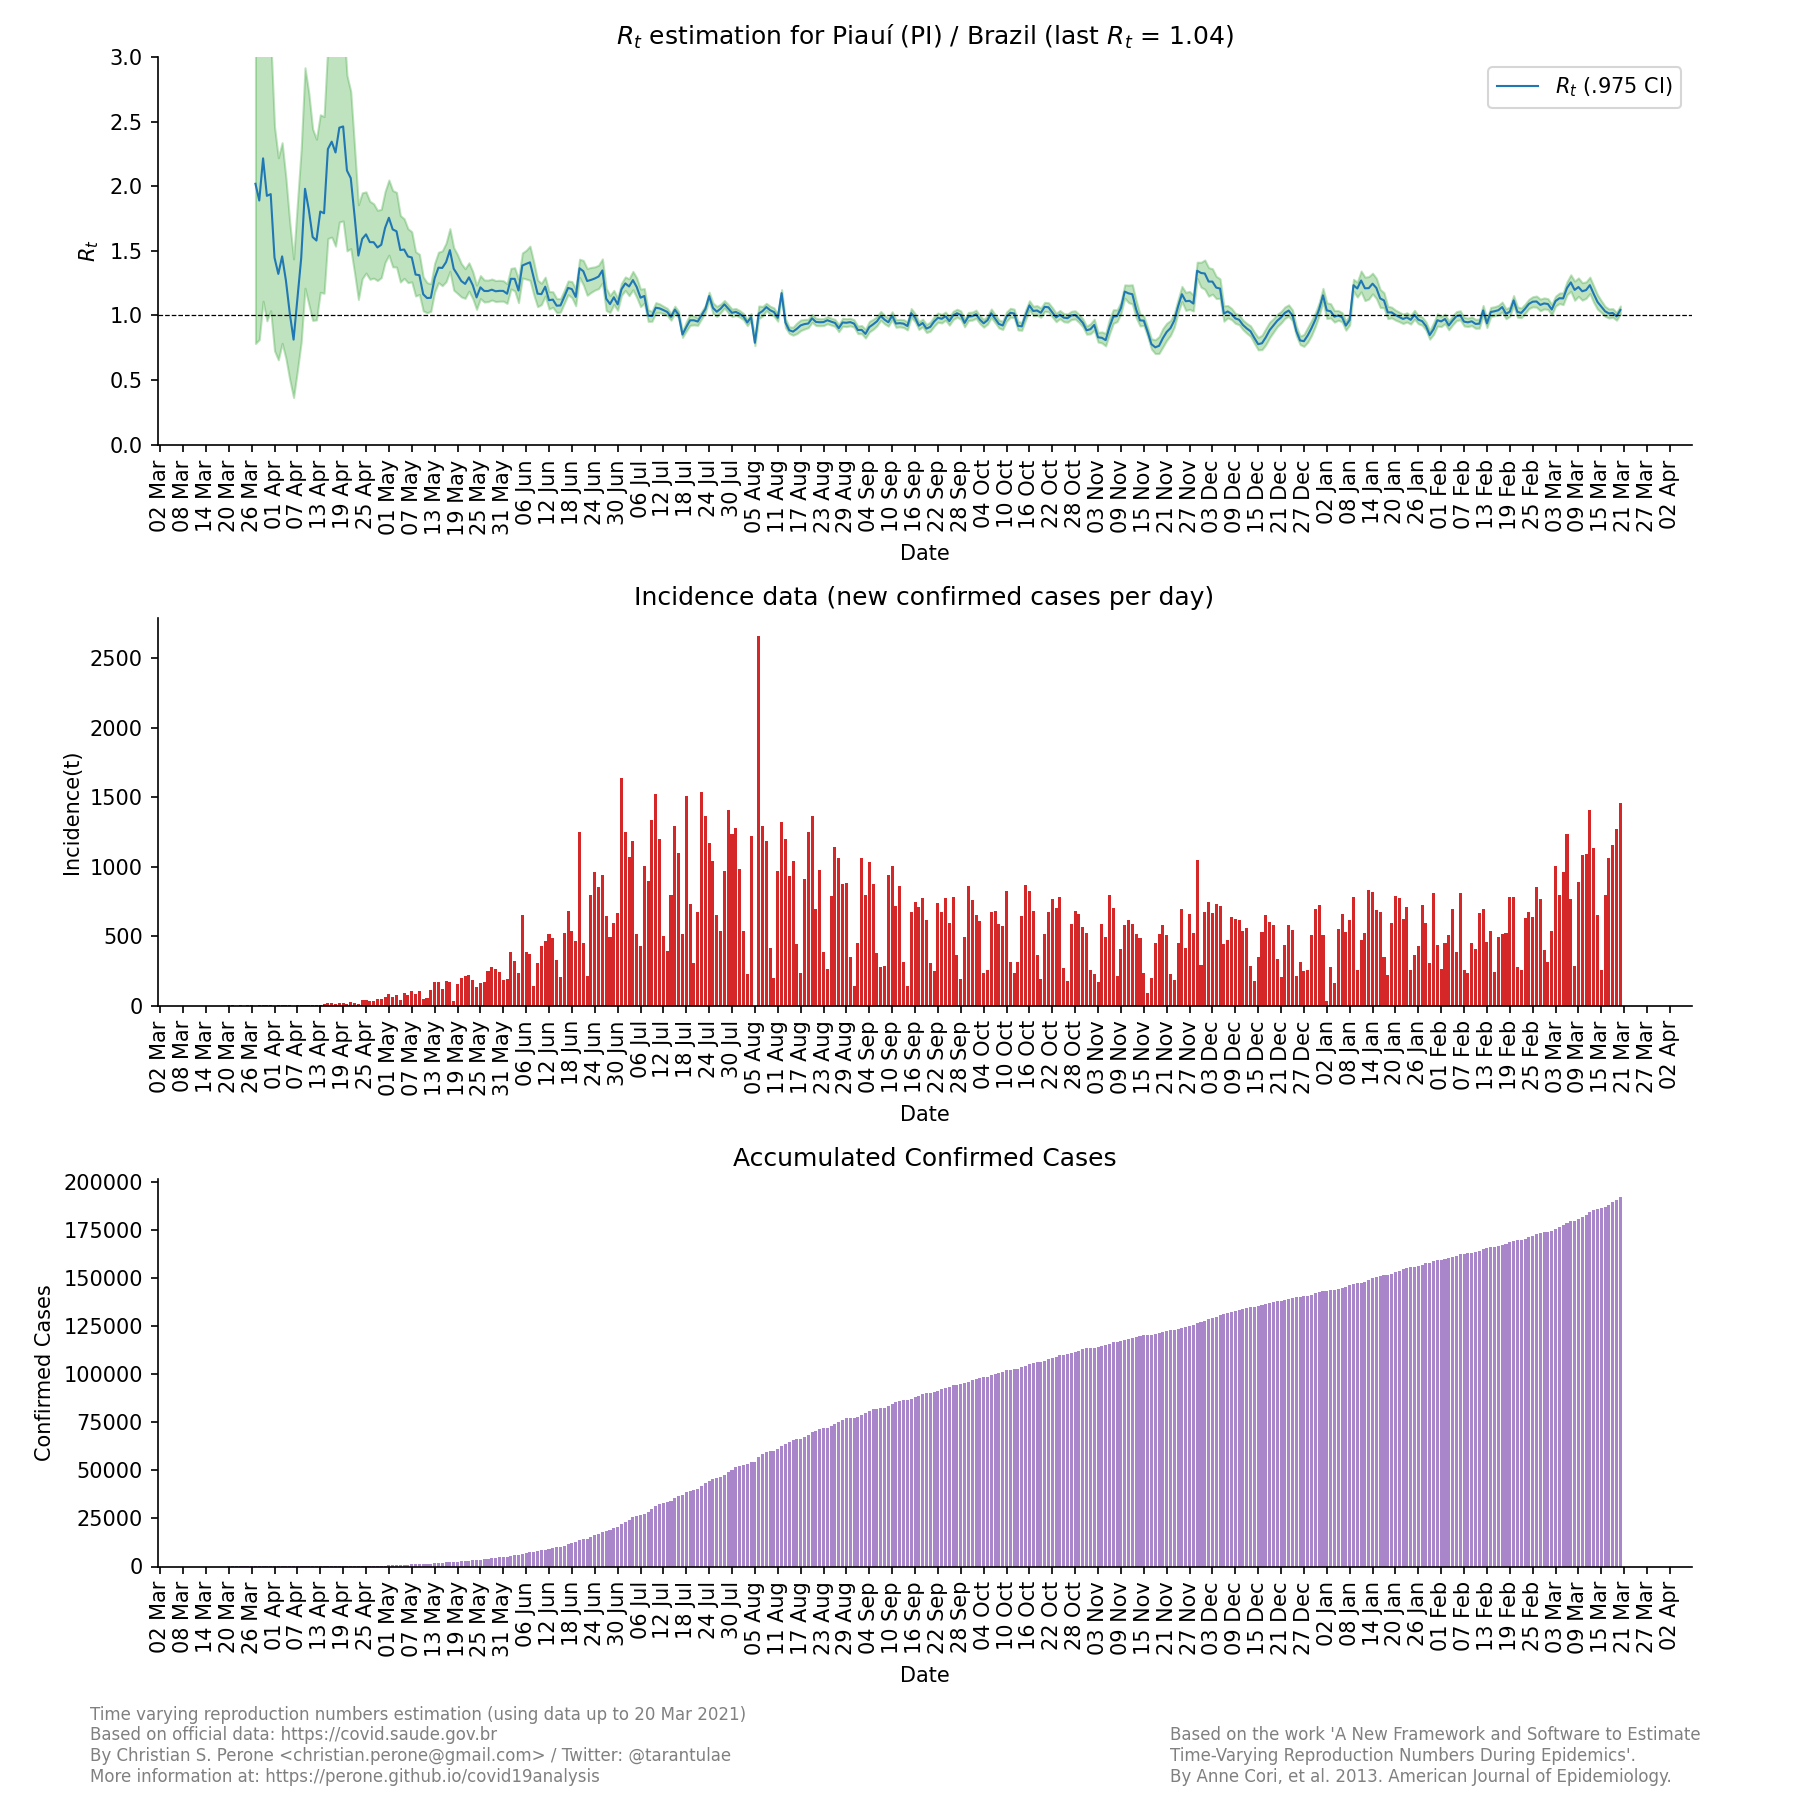 Rt estimation for Piauí (PI) / Brazil (last Rt = 1.04)
3.0
2.5
2.0
1.5
1.0
0.5
0.0
Rt
Rt (.975 CI)
02 Mar 08 Mar 14 Mar 20 Mar 26 Mar 01 Apr 07 Apr 13 Apr 19 Apr 25 Apr 01 May 07 May 13 May 19 May 25 May 31 May 06 Jun 12 Jun 18 Jun 24 Jun 30 Jun 06 Jul 12 Jul 18 Jul 24 Jul 30 Jul 05 Aug 11 Aug 17 Aug 23 Aug 29 Aug 04 Sep 10 Sep 16 Sep 22 Sep 28 Sep 04 Oct 10 Oct 16 Oct 22 Oct 28 Oct 03 Nov 09 Nov 15 Nov 21 Nov 27 Nov 03 Dec 09 Dec 15 Dec 21 Dec 27 Dec 02 Jan 08 Jan 14 Jan 20 Jan 26 Jan 01 Feb 07 Feb 13 Feb 19 Feb 25 Feb 03 Mar 09 Mar 15 Mar 21 Mar 27 Mar 02 Apr
Date
Incidence data (new confirmed cases per day)
2500
2000
1500
1000
500
0
Incidence(t)
02 Mar 08 Mar 14 Mar 20 Mar 26 Mar 01 Apr 07 Apr 13 Apr 19 Apr 25 Apr 01 May 07 May 13 May 19 May 25 May 31 May 06 Jun 12 Jun 18 Jun 24 Jun 30 Jun 06 Jul 12 Jul 18 Jul 24 Jul 30 Jul 05 Aug 11 Aug 17 Aug 23 Aug 29 Aug 04 Sep 10 Sep 16 Sep 22 Sep 28 Sep 04 Oct 10 Oct 16 Oct 22 Oct 28 Oct 03 Nov 09 Nov 15 Nov 21 Nov 27 Nov 03 Dec 09 Dec 15 Dec 21 Dec 27 Dec 02 Jan 08 Jan 14 Jan 20 Jan 26 Jan 01 Feb 07 Feb 13 Feb 19 Feb 25 Feb 03 Mar 09 Mar 15 Mar 21 Mar 27 Mar 02 Apr
Date
Accumulated Confirmed Cases
200000
175000
150000
125000
100000
75000
50000
25000
0
Confirmed Cases
02 Mar 08 Mar 14 Mar 20 Mar 26 Mar 01 Apr 07 Apr 13 Apr 19 Apr 25 Apr 01 May 07 May 13 May 19 May 25 May 31 May 06 Jun 12 Jun 18 Jun 24 Jun 30 Jun 06 Jul 12 Jul 18 Jul 24 Jul 30 Jul 05 Aug 11 Aug 17 Aug 23 Aug 29 Aug 04 Sep 10 Sep 16 Sep 22 Sep 28 Sep 04 Oct 10 Oct 16 Oct 22 Oct 28 Oct 03 Nov 09 Nov 15 Nov 21 Nov 27 Nov 03 Dec 09 Dec 15 Dec 21 Dec 27 Dec 02 Jan 08 Jan 14 Jan 20 Jan 26 Jan 01 Feb 07 Feb 13 Feb 19 Feb 25 Feb 03 Mar 09 Mar 15 Mar 21 Mar 27 Mar 02 Apr
Date
Time varying reproduction numbers estimation (using data up to 20 Mar 2021)
Based on official data: https://covid.saude.gov.br
By Christian S. Perone <christian.perone@gmail.com> / Twitter: @tarantulae
More information at: https://perone.github.io/covid19analysis
Based on the work 'A New Framework and Software to Estimate
Time-Varying Reproduction Numbers During Epidemics'.
By Anne Cori, et al. 2013. American Journal of Epidemiology.